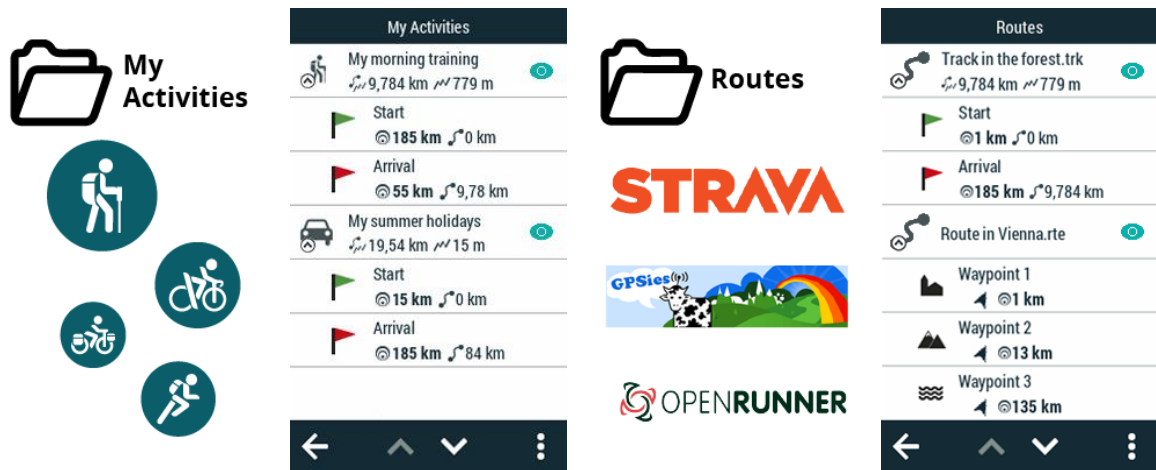 My
Activities
My Activities
My morning training
9,784 km 779 m
Start
185 km 0 km
Arrival
55 km 9,78 km
My summer holidays
19,54 km 15 m
Start
15 km 0 km
Arrival
185 km 84 km
Routes
STRAVA
GPSies
OPENRUNNER
Routes
Track in the forest.trk
9,784 km 779 m
Start
1 km 0 km
Arrival
185 km 9,784 km
Route in Vienna.rte
Waypoint 1
1 km
Waypoint 2
13 km
Waypoint 3
135 km